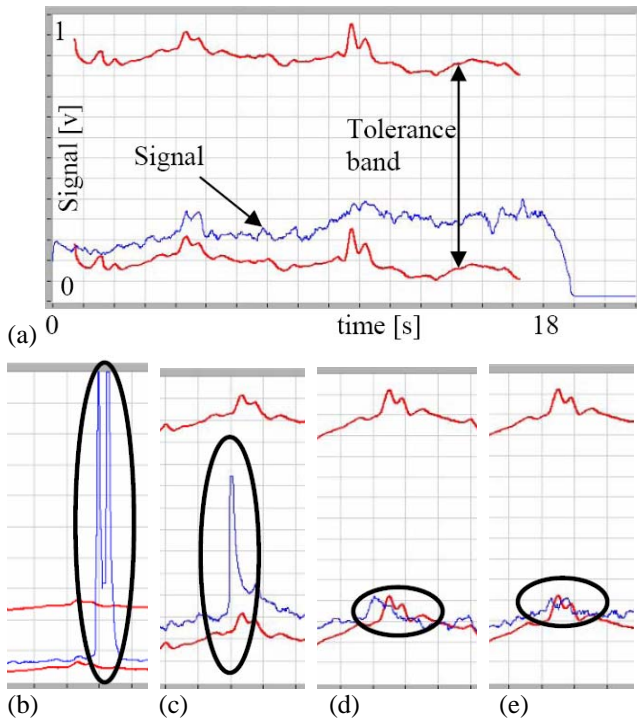 1
Signal [v]
Signal
Tolerance
band
0
(a) 0 time [s] 18
(b) (c) (d) (e)